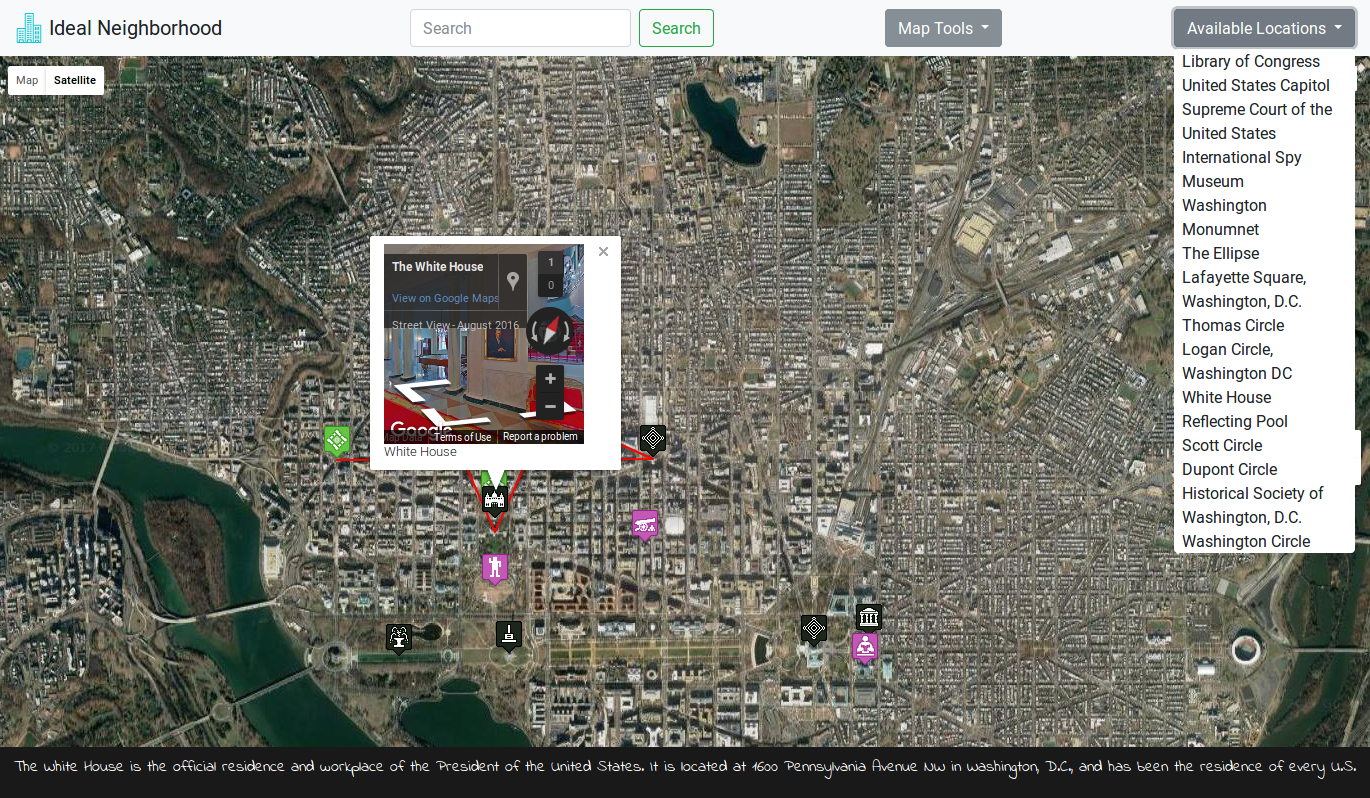 Ideal Neighborhood
Search
Search
Map Tools
Available Locations
Map
Satellite
Library of Congress
United States Capitol
Supreme Court of the
United States
International Spy
Museum
Washington
Monumnet
The Ellipse
Lafayette Square,
Washington, D.C.
Thomas Circle
Logan Circle,
Washington DC
White House
Reflecting Pool
Scott Circle
Dupont Circle
Historical Society of
Washington, D.C.
Washington Circle
The White House
View on Google Maps
Street View - August 2016
1
0
+
−
Google
Map Data
Terms of Use
Report a problem
White House
The White House is the official residence and workplace of the President of the United States. It is located at 1600 Pennsylvania Avenue NW in Washington, D.C., and has been the residence of every U.S.